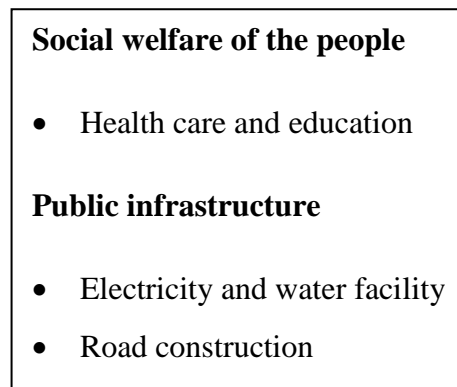 Social welfare of the people
• Health care and education
Public infrastructure
• Electricity and water facility
• Road construction